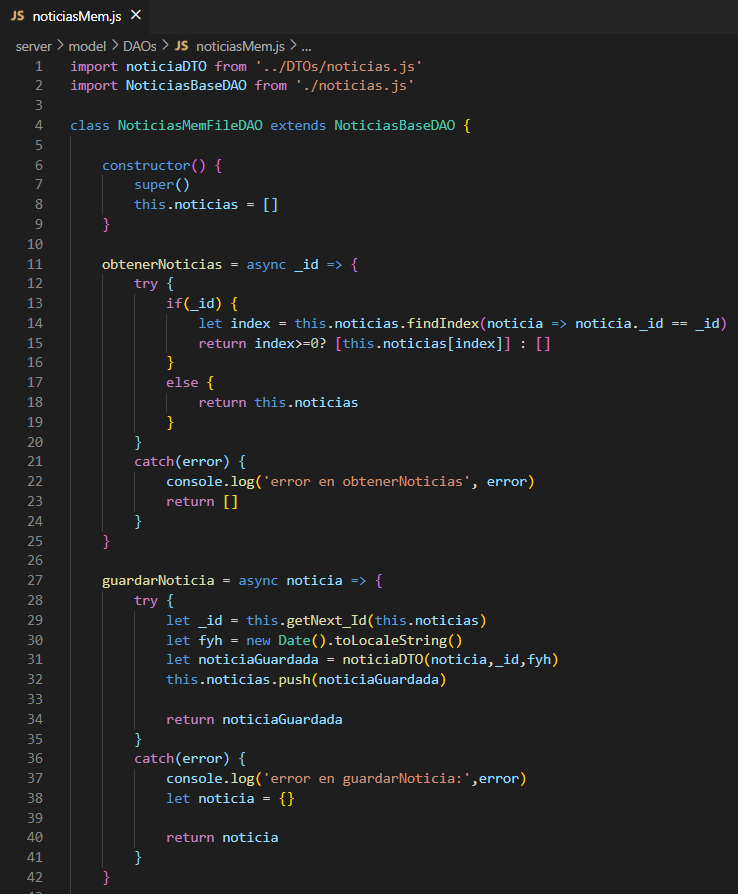 JS noticiasMem.js ×
server > model > DAOs > JS noticiasMem.js > ...
1 import noticiaDTO from '../DTOs/noticias.js'
2 import NoticiasBaseDAO from './noticias.js'
3
4 class NoticiasMemFileDAO extends NoticiasBaseDAO {
5
6     constructor() {
7         super()
8         this.noticias = []
9     }
10
11     obtenerNoticias = async _id => {
12         try {
13             if(_id) {
14                 let index = this.noticias.findIndex(noticia => noticia._id == _id)
15                 return index>=0? [this.noticias[index]] : []
16             }
17             else {
18                 return this.noticias
19             }
20         }
21         catch(error) {
22             console.log('error en obtenerNoticias', error)
23             return []
24         }
25     }
26
27     guardarNoticia = async noticia => {
28         try {
29             let _id = this.getNext_Id(this.noticias)
30             let fyh = new Date().toLocaleString()
31             let noticiaGuardada = noticiaDTO(noticia,_id,fyh)
32             this.noticias.push(noticiaGuardada)
33
34             return noticiaGuardada
35         }
36         catch(error) {
37             console.log('error en guardarNoticia:',error)
38             let noticia = {}
39
40             return noticia
41         }
42     }